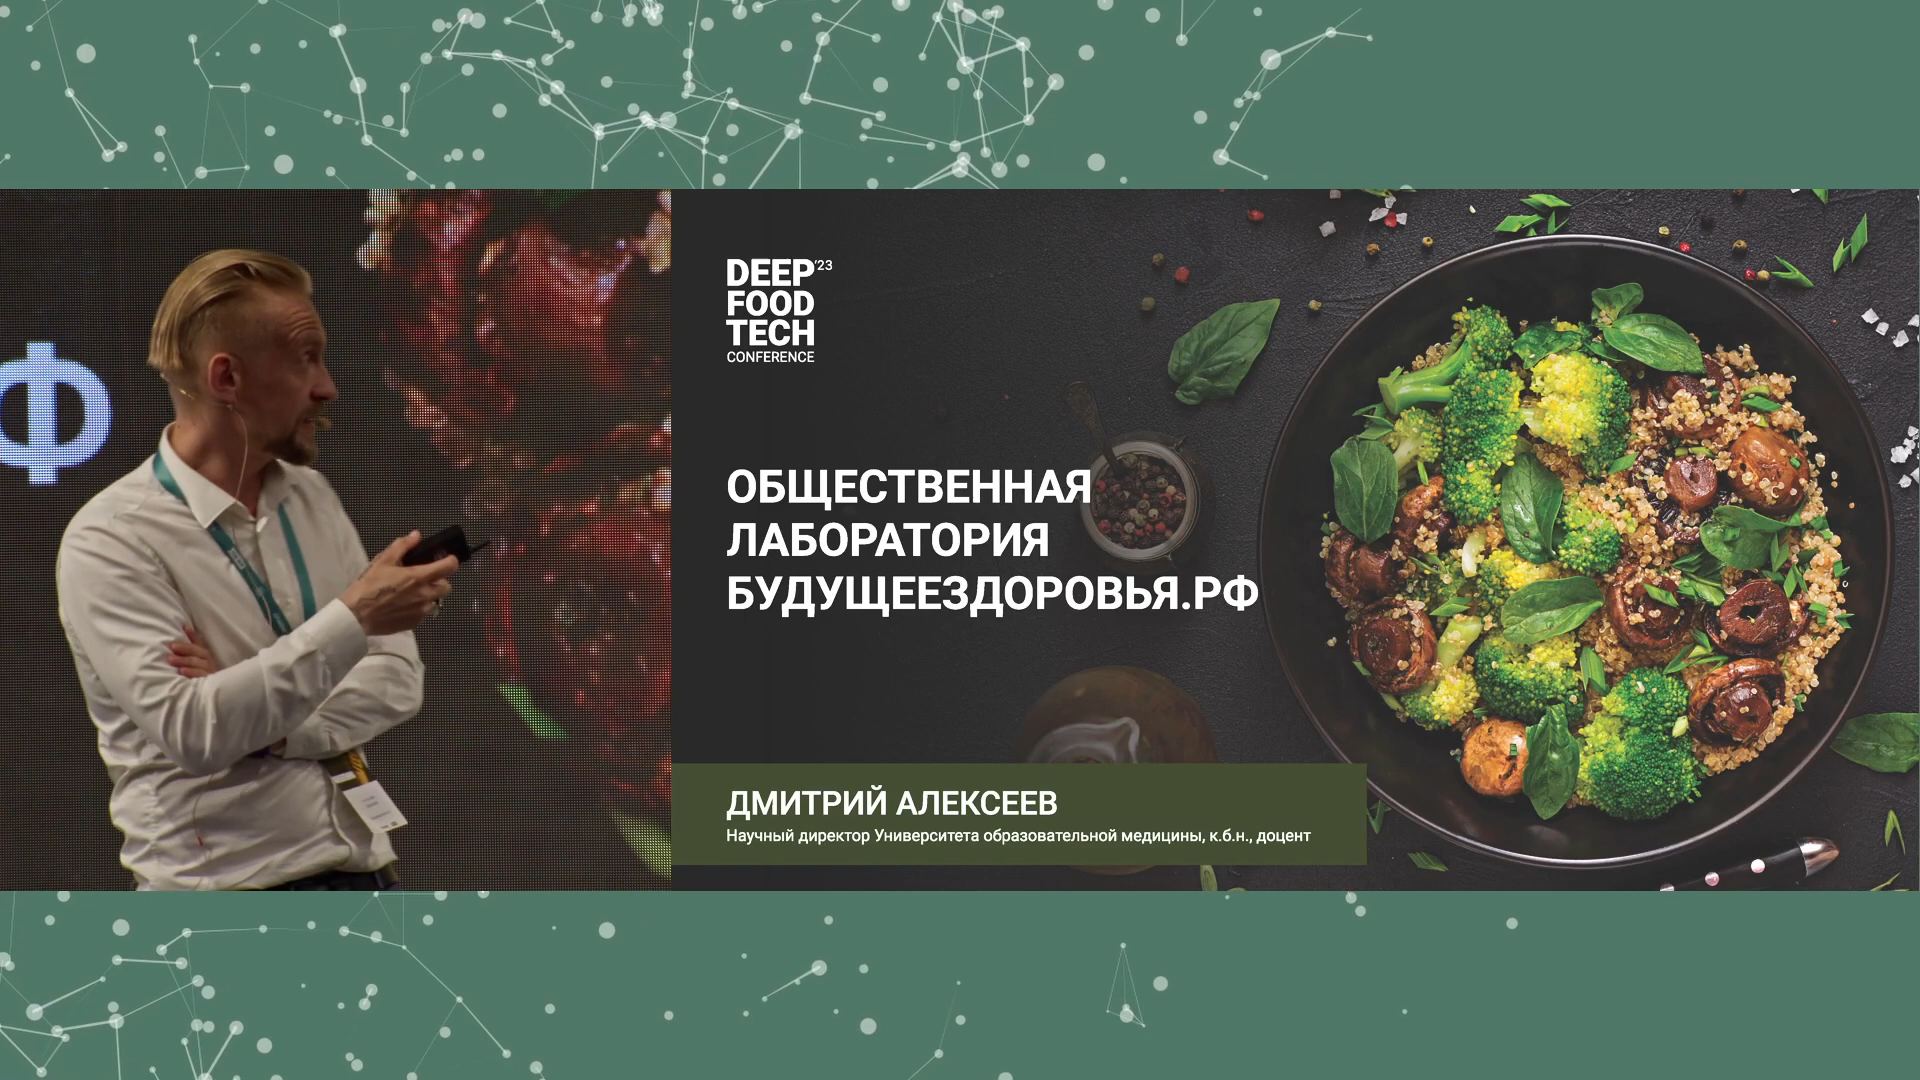 Ф
DEEP'23
FOOD
TECH
CONFERENCE
ОБЩЕСТВЕННАЯ
ЛАБОРАТОРИЯ
БУДУЩЕЕЗДОРОВЬЯ.РФ
ДМИТРИЙ АЛЕКСЕЕВ
Научный директор Университета образовательной медицины, к.б.н., доцент